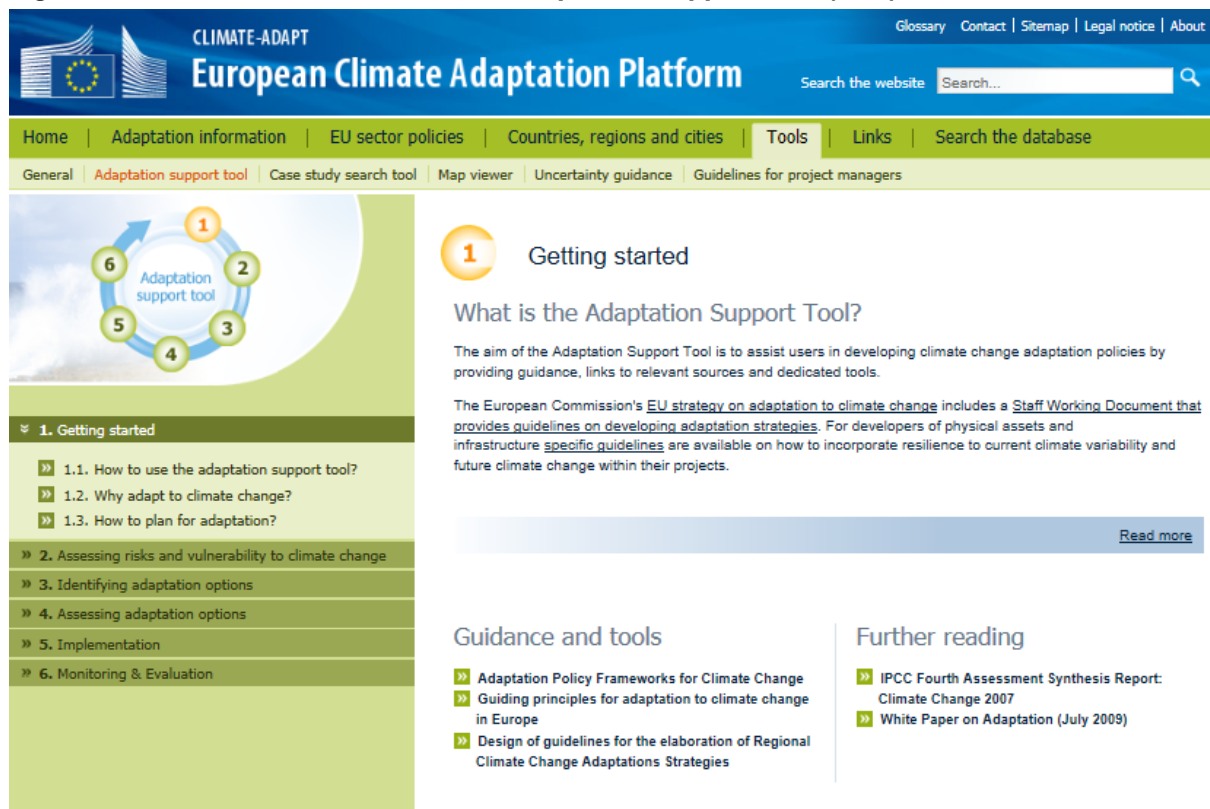 Glossary Contact | Sitemap | Legal notice | About
CLIMATE-ADAPT
European Climate Adaptation Platform
Search the website Search...
Home | Adaptation information | EU sector policies | Countries, regions and cities | Tools | Links | Search the database
General | Adaptation support tool | Case study search tool | Map viewer | Uncertainty guidance | Guidelines for project managers
1
2
3
4
5
6
Adaptation
support tool
1. Getting started
1.1. How to use the adaptation support tool?
1.2. Why adapt to climate change?
1.3. How to plan for adaptation?
2. Assessing risks and vulnerability to climate change
3. Identifying adaptation options
4. Assessing adaptation options
5. Implementation
6. Monitoring & Evaluation
1 Getting started
What is the Adaptation Support Tool?
The aim of the Adaptation Support Tool is to assist users in developing climate change adaptation policies by
providing guidance, links to relevant sources and dedicated tools.
The European Commission's EU strategy on adaptation to climate change includes a Staff Working Document that
provides guidelines on developing adaptation strategies. For developers of physical assets and
infrastructure specific guidelines are available on how to incorporate resilience to current climate variability and
future climate change within their projects.
Read more
Guidance and tools
Adaptation Policy Frameworks for Climate Change
Guiding principles for adaptation to climate change
in Europe
Design of guidelines for the elaboration of Regional
Climate Change Adaptations Strategies
Further reading
IPCC Fourth Assessment Synthesis Report:
Climate Change 2007
White Paper on Adaptation (July 2009)